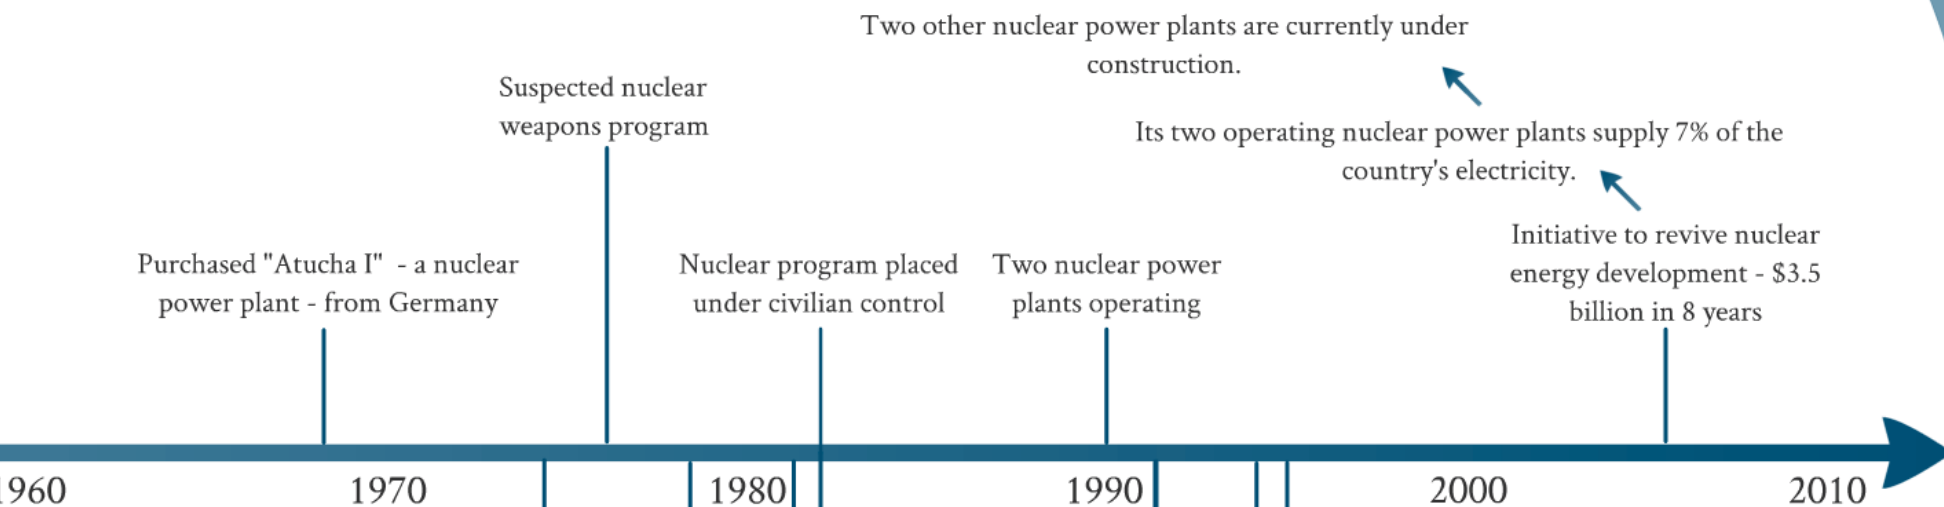 Two other nuclear power plants are currently under
construction.
Suspected nuclear
weapons program
Its two operating nuclear power plants supply 7% of the
country's electricity.
Initiative to revive nuclear
energy development - $3.5
billion in 8 years
Purchased "Atucha I"  - a nuclear
power plant - from Germany
Nuclear program placed
under civilian control
Two nuclear power
plants operating
1960 1970 1980 1990 2000 2010